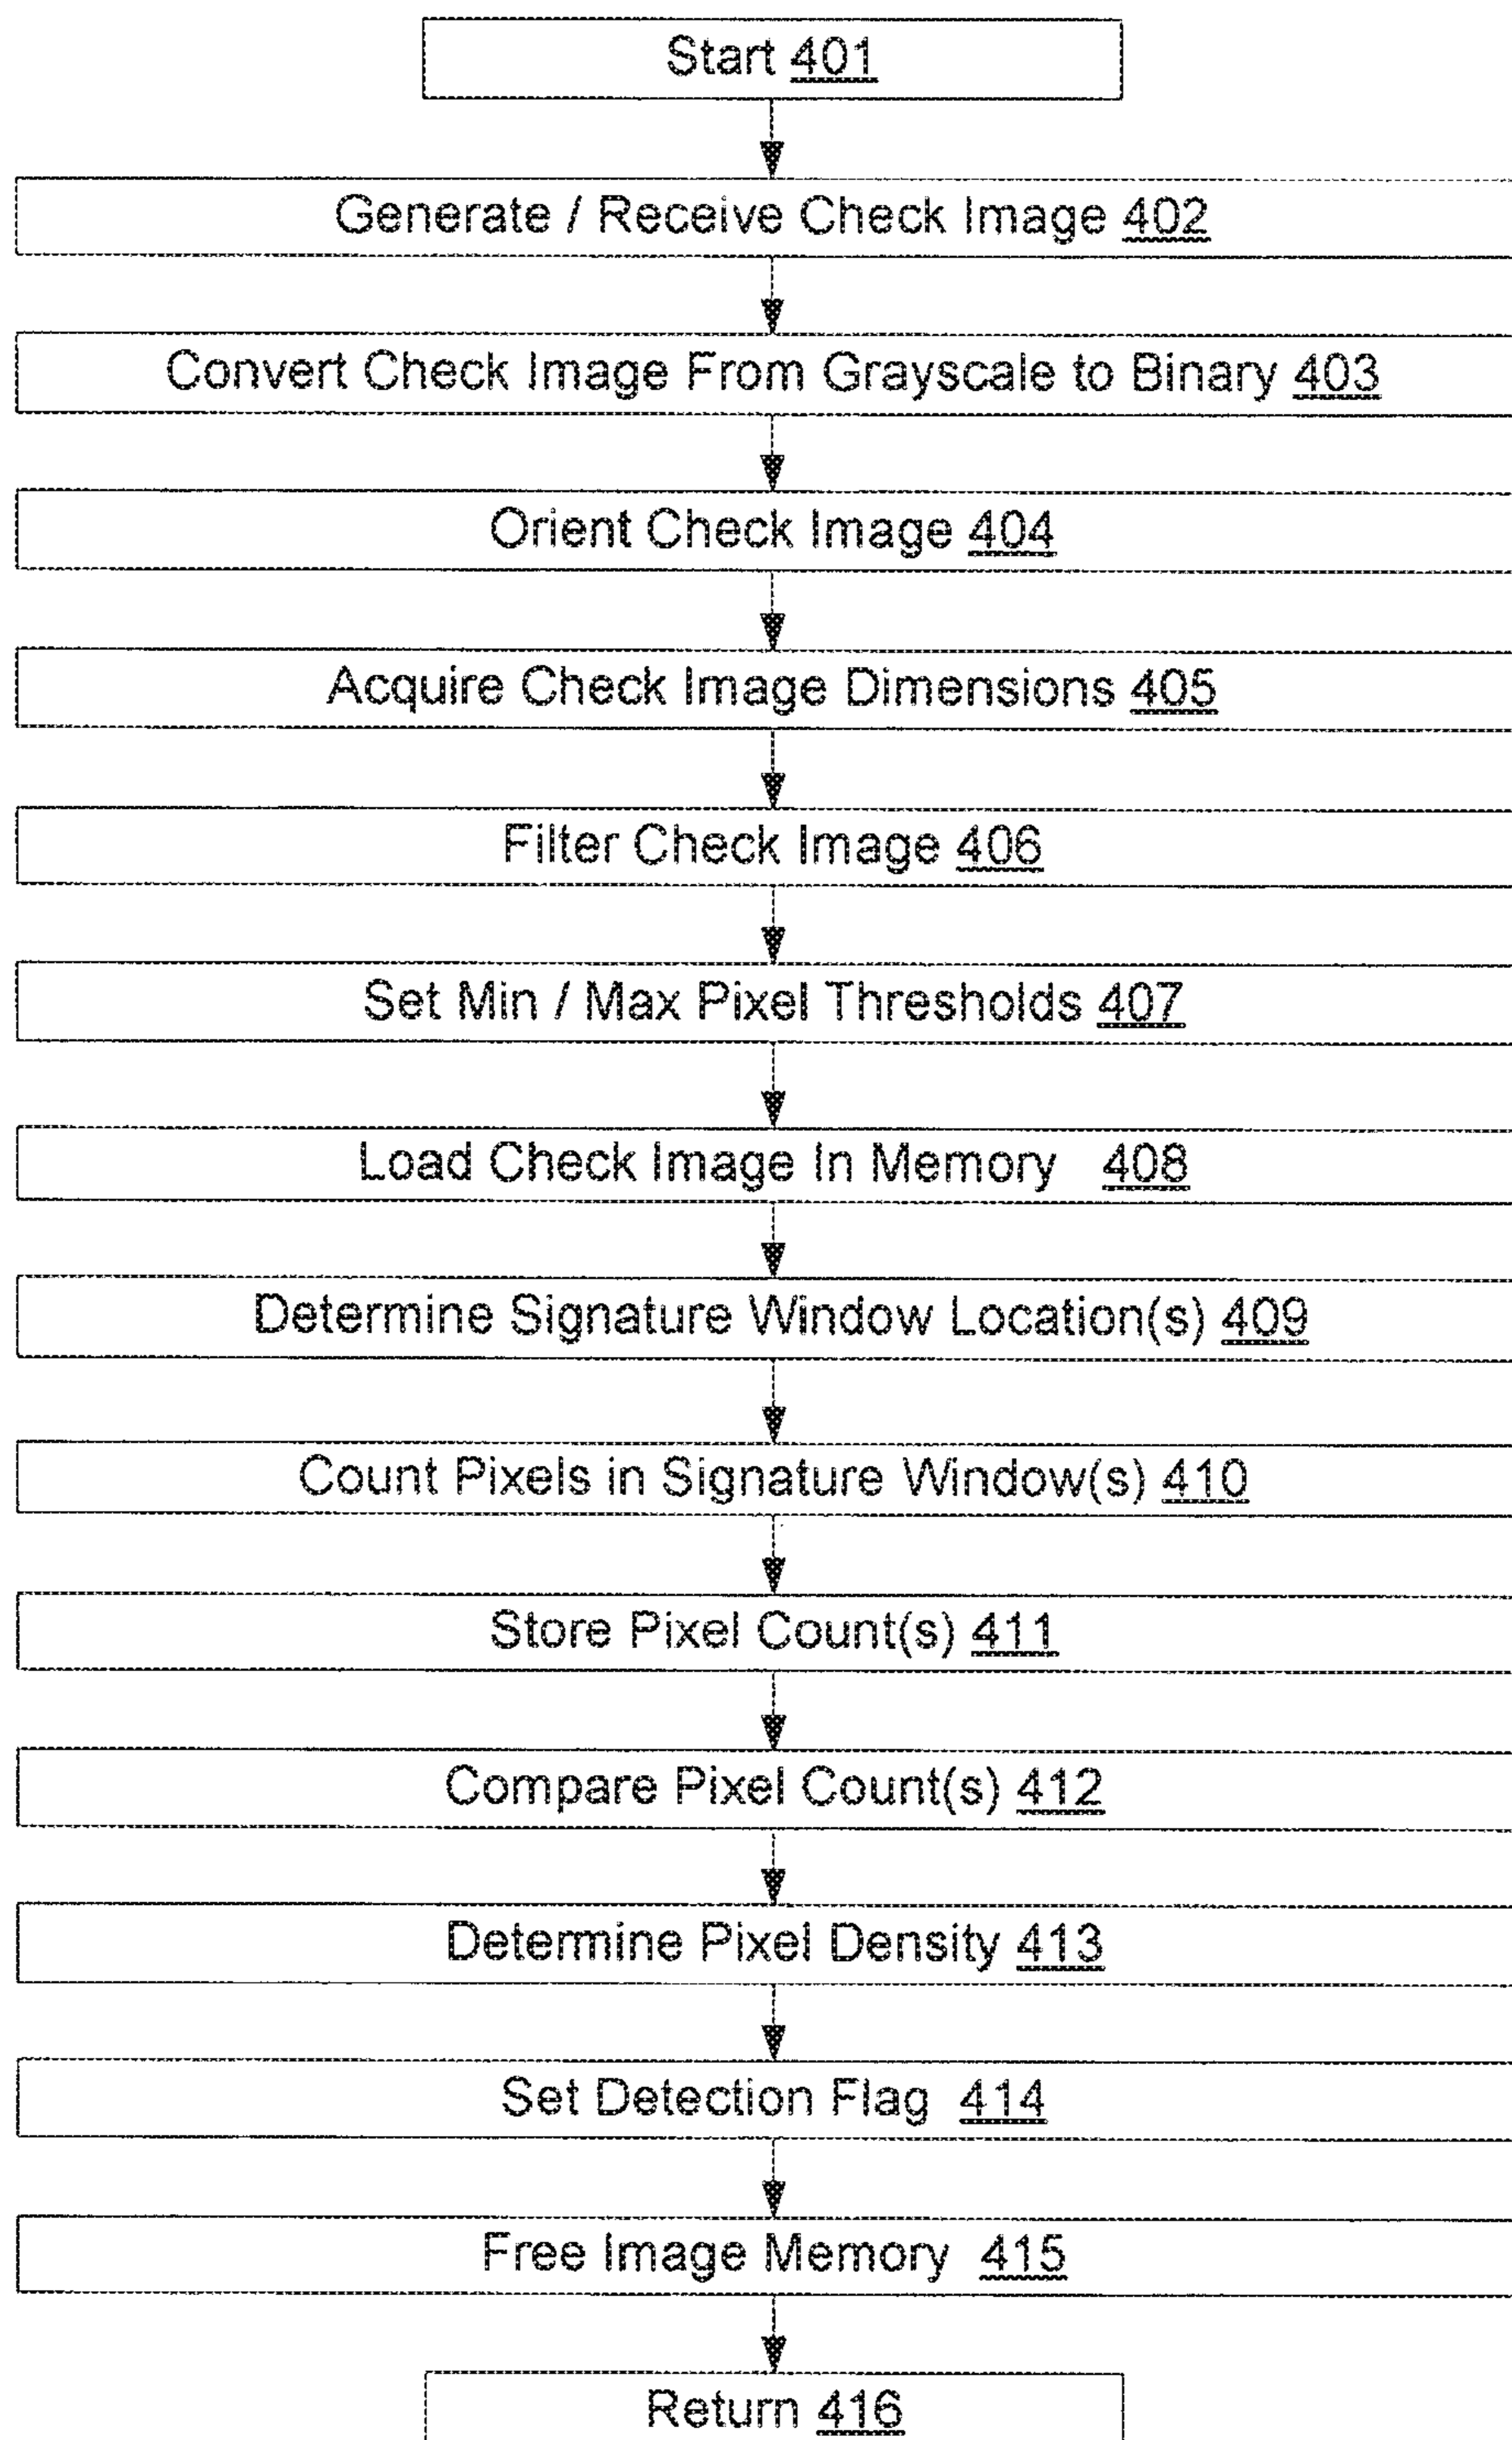 Start 401
Generate / Receive Check Image 402
Convert Check Image From Grayscale to Binary 403
Orient Check Image 404
Acquire Check Image Dimensions 405
Filter Check Image 406
Set Min / Max Pixel Thresholds 407
Load Check Image In Memory 408
Determine Signature Window Location(s) 409
Count Pixels in Signature Window(s) 410
Store Pixel Count(s) 411
Compare Pixel Count(s) 412
Determine Pixel Density 413
Set Detection Flag 414
Free Image Memory 415
Return 416